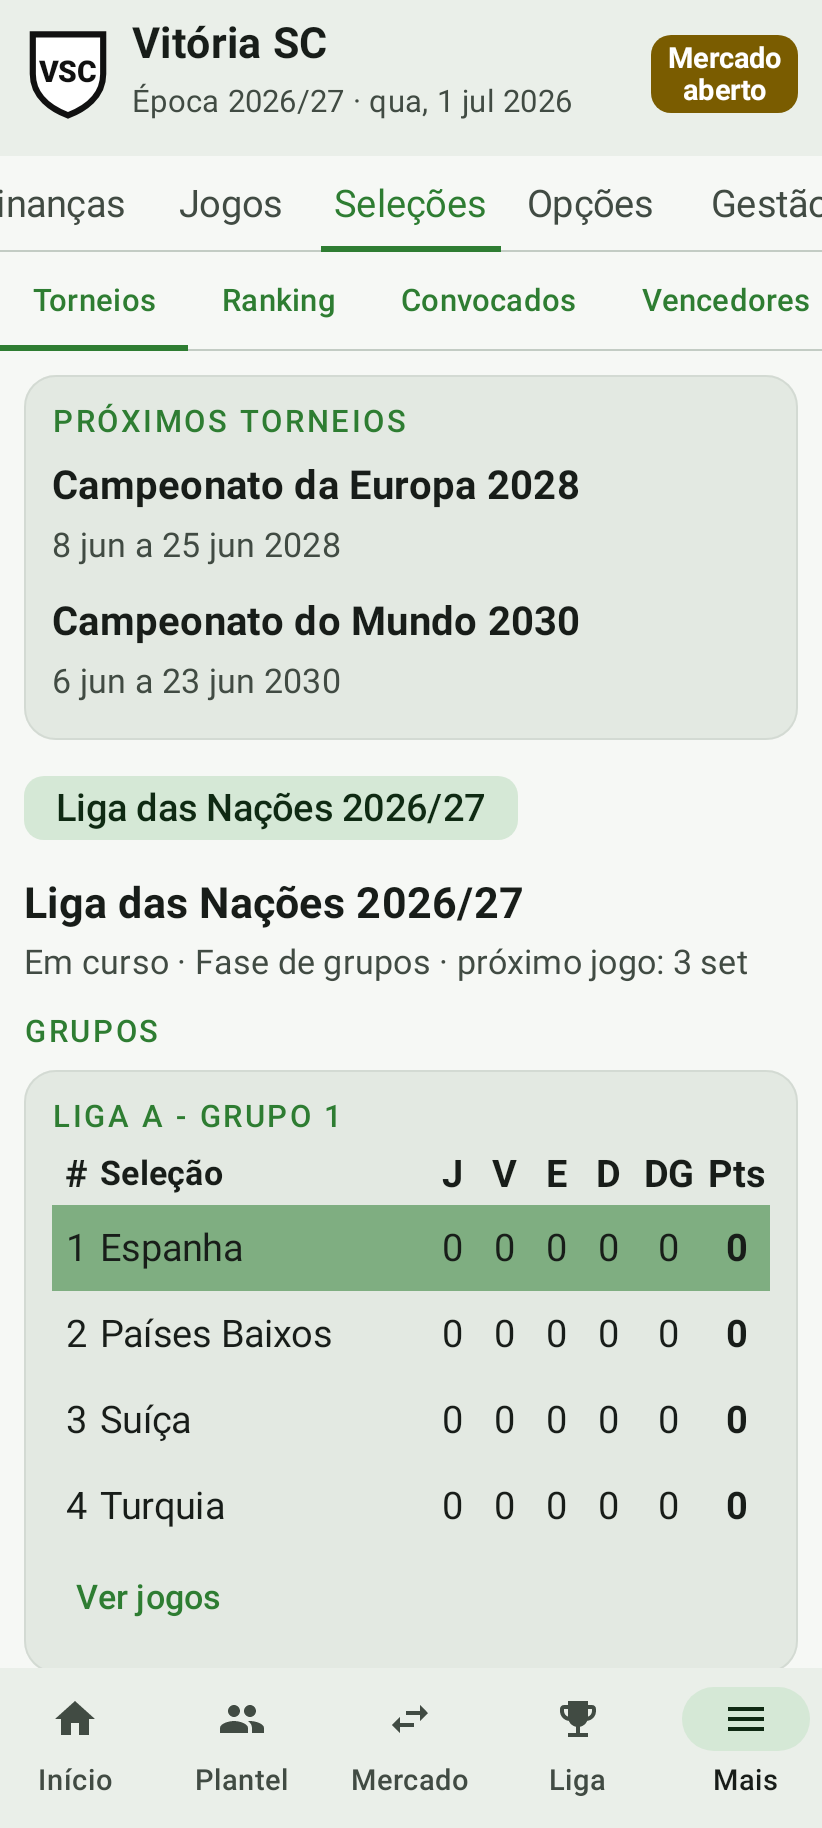 VSC
Vitória SC
Época 2026/27 · qua, 1 jul 2026
Mercado
aberto
inanças Jogos Seleções Opções Gestão
Torneios Ranking Convocados Vencedores
PRÓXIMOS TORNEIOS
Campeonato da Europa 2028
8 jun a 25 jun 2028
Campeonato do Mundo 2030
6 jun a 23 jun 2030
Liga das Nações 2026/27
Liga das Nações 2026/27
Em curso · Fase de grupos · próximo jogo: 3 set
GRUPOS
LIGA A - GRUPO 1
# Seleção J V E D DG Pts
1 Espanha 0 0 0 0 0 0
2 Países Baixos 0 0 0 0 0 0
3 Suíça 0 0 0 0 0 0
4 Turquia 0 0 0 0 0 0
Ver jogos
Início Plantel Mercado Liga Mais